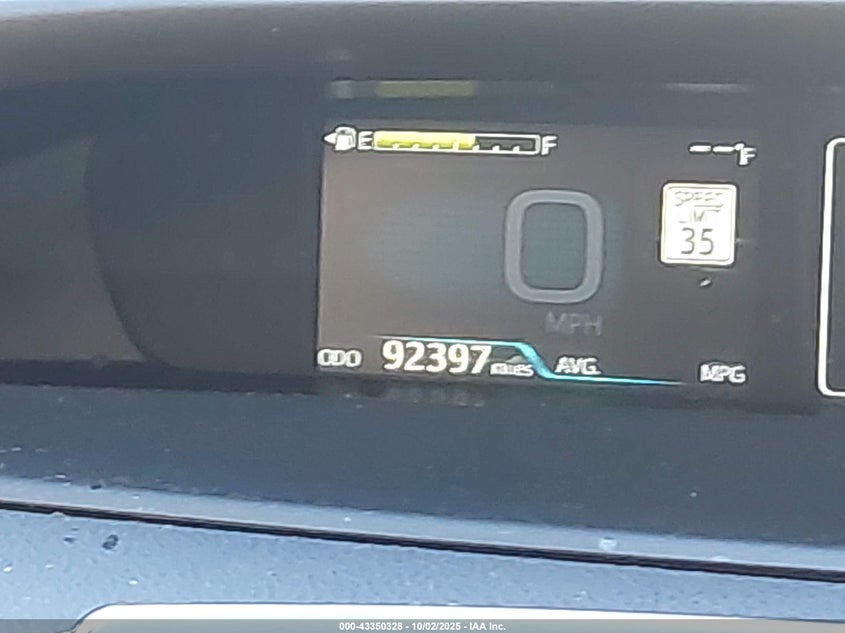 E F --°F
SPEED
LIMIT
35
0
MPH
ODO 92397 MILES AVG. MPG
000-43350328 - 10/02/2025 - IAA Inc.